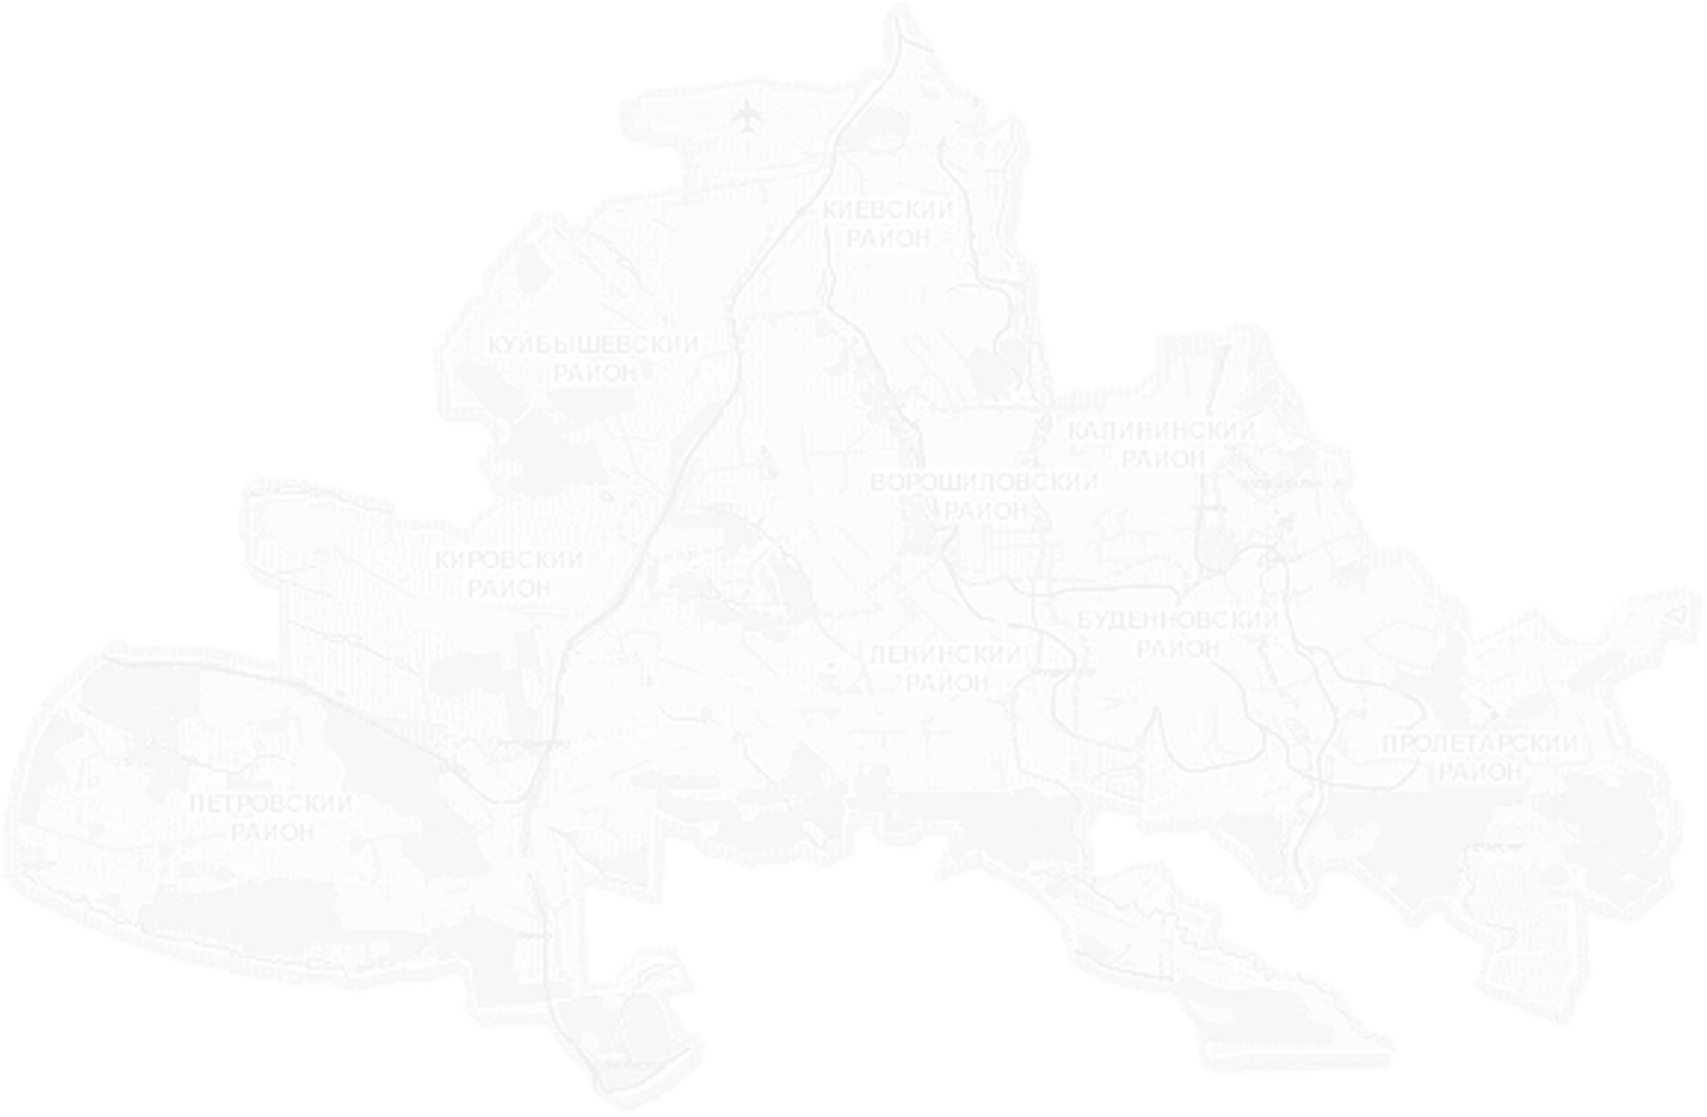 КИЕВСКИЙ
РАЙОН
КУЙБЫШЕВСКИЙ
РАЙОН
КАЛИНИНСКИЙ
РАЙОН
ВОРОШИЛОВСКИЙ
РАЙОН
КИРОВСКИЙ
РАЙОН
БУДЕННОВСКИЙ
РАЙОН
ЛЕНИНСКИЙ
РАЙОН
ПРОЛЕТАРСКИЙ
РАЙОН
ПЕТРОВСКИЙ
РАЙОН